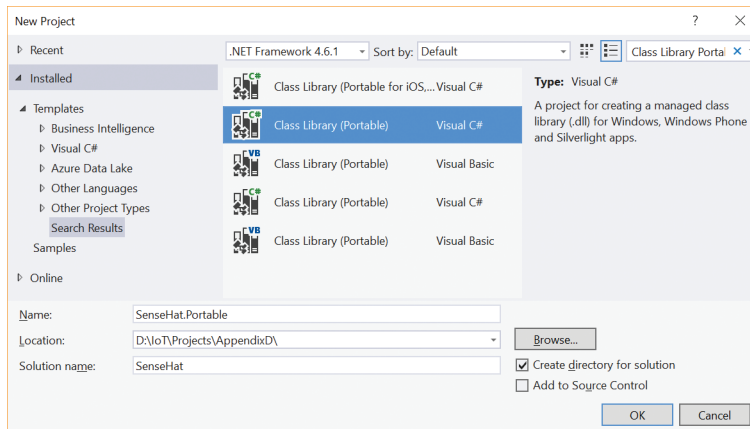 New Project
? ×
Recent
.NET Framework 4.6.1 Sort by: Default
Class Library Portal
Installed
Templates
Business Intelligence
Visual C#
Azure Data Lake
Other Languages
Other Project Types
Search Results
Samples
Online
C# Class Library (Portable for iOS,... Visual C#
C# Class Library (Portable) Visual C#
VB Class Library (Portable) Visual Basic
C# Class Library (Portable) Visual C#
VB Class Library (Portable) Visual Basic
Type: Visual C#
A project for creating a managed class
library (.dll) for Windows, Windows Phone
and Silverlight apps.
Name: SenseHat.Portable
Location: D:\IoT\Projects\AppendixD\
Browse...
Solution name: SenseHat
Create directory for solution
Add to Source Control
OK Cancel